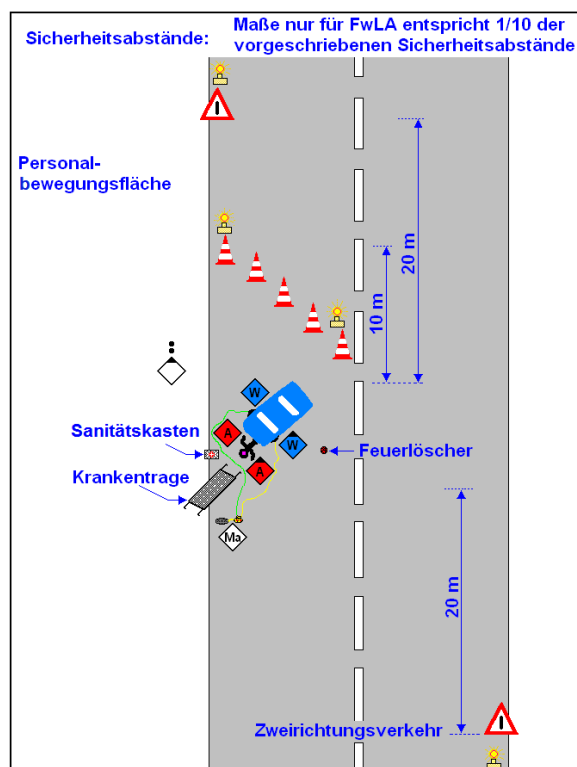 Sicherheitsabstände:
Maße nur für FwLA entspricht 1/10 der
vorgeschriebenen Sicherheitsabstände
Personal-
bewegungsfläche
20 m
10 m
W
A
W
Sanitätskasten
Feuerlöscher
A
Krankentrage
Ma
20 m
Zweirichtungsverkehr